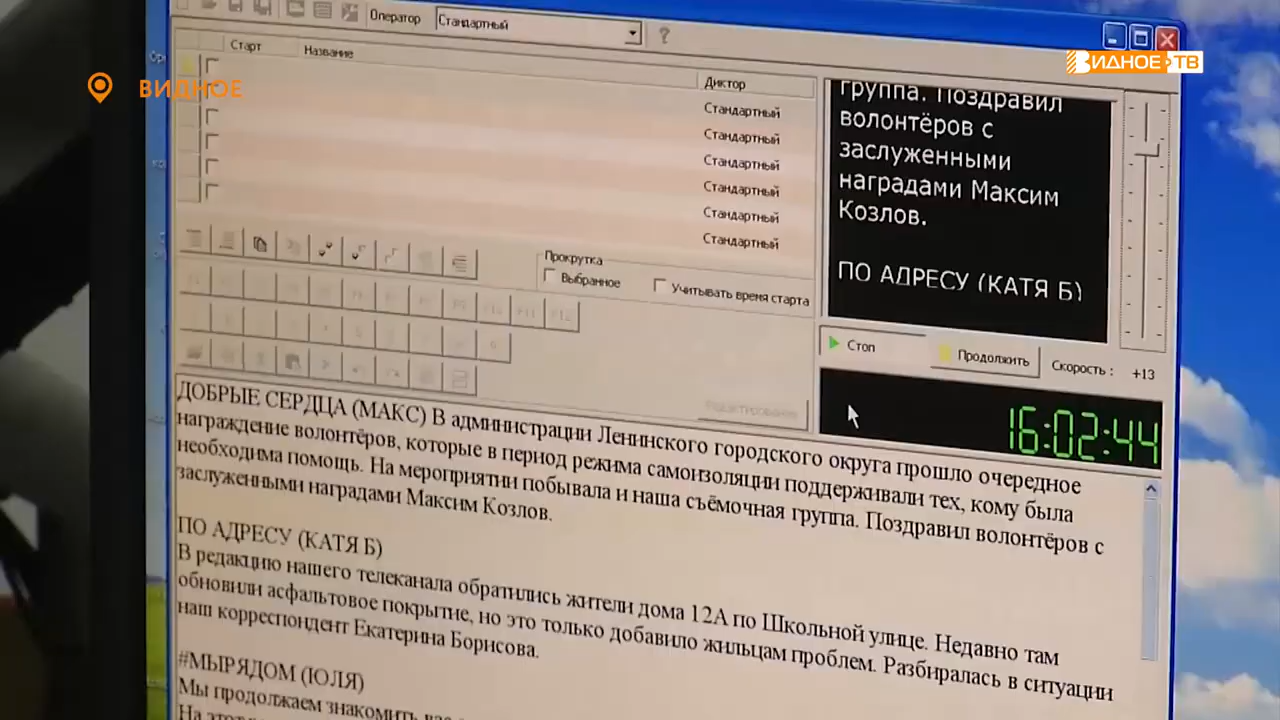 Оператор
Стандартный
?
Старт
Название
Диктор
ВИДНОЕ
ВИДНОЕ ТВ
Стандартный
Стандартный
Стандартный
Стандартный
Стандартный
Стандартный
группа. Поздравил
волонтёров с
заслуженными
наградами Максим
Козлов.
ПО АДРЕСУ (КАТЯ Б)
Прокрутка
Выбранное
Учитывать время старта
Стоп
Продолжить
Скорость :
+13
Редактирование
16:02:44
ДОБРЫЕ СЕРДЦА (МАКС) В администрации Ленинского городского округа прошло очередное
награждение волонтёров, которые в период режима самоизоляции поддерживали тех, кому была
необходима помощь. На мероприятии побывала и наша съёмочная группа. Поздравил волонтёров с
заслуженными наградами Максим Козлов.
ПО АДРЕСУ (КАТЯ Б)
В редакцию нашего телеканала обратились жители дома 12А по Школьной улице. Недавно там
обновили асфальтовое покрытие, но это только добавило жильцам проблем. Разбиралась в ситуации
наш корреспондент Екатерина Борисова.
#МЫРЯДОМ (ЮЛЯ)
Мы продолжаем знакомить вас